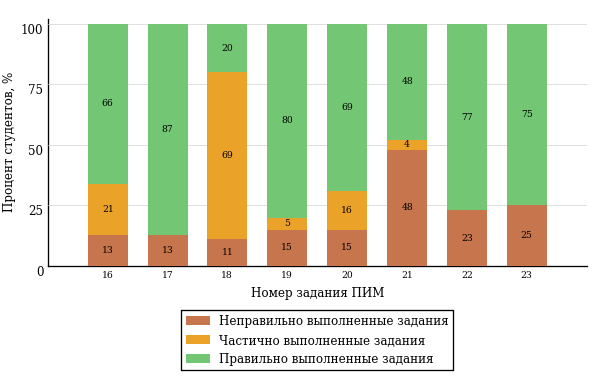 Процент студентов, %
100
75
50
25
0
66 87 20 80 69 48 77 75
21 69 5 16 4
13 13 11 15 15 48 23 25
16 17 18 19 20 21 22 23
Номер задания ПИМ
Неправильно выполненные задания
Частично выполненные задания
Правильно выполненные задания